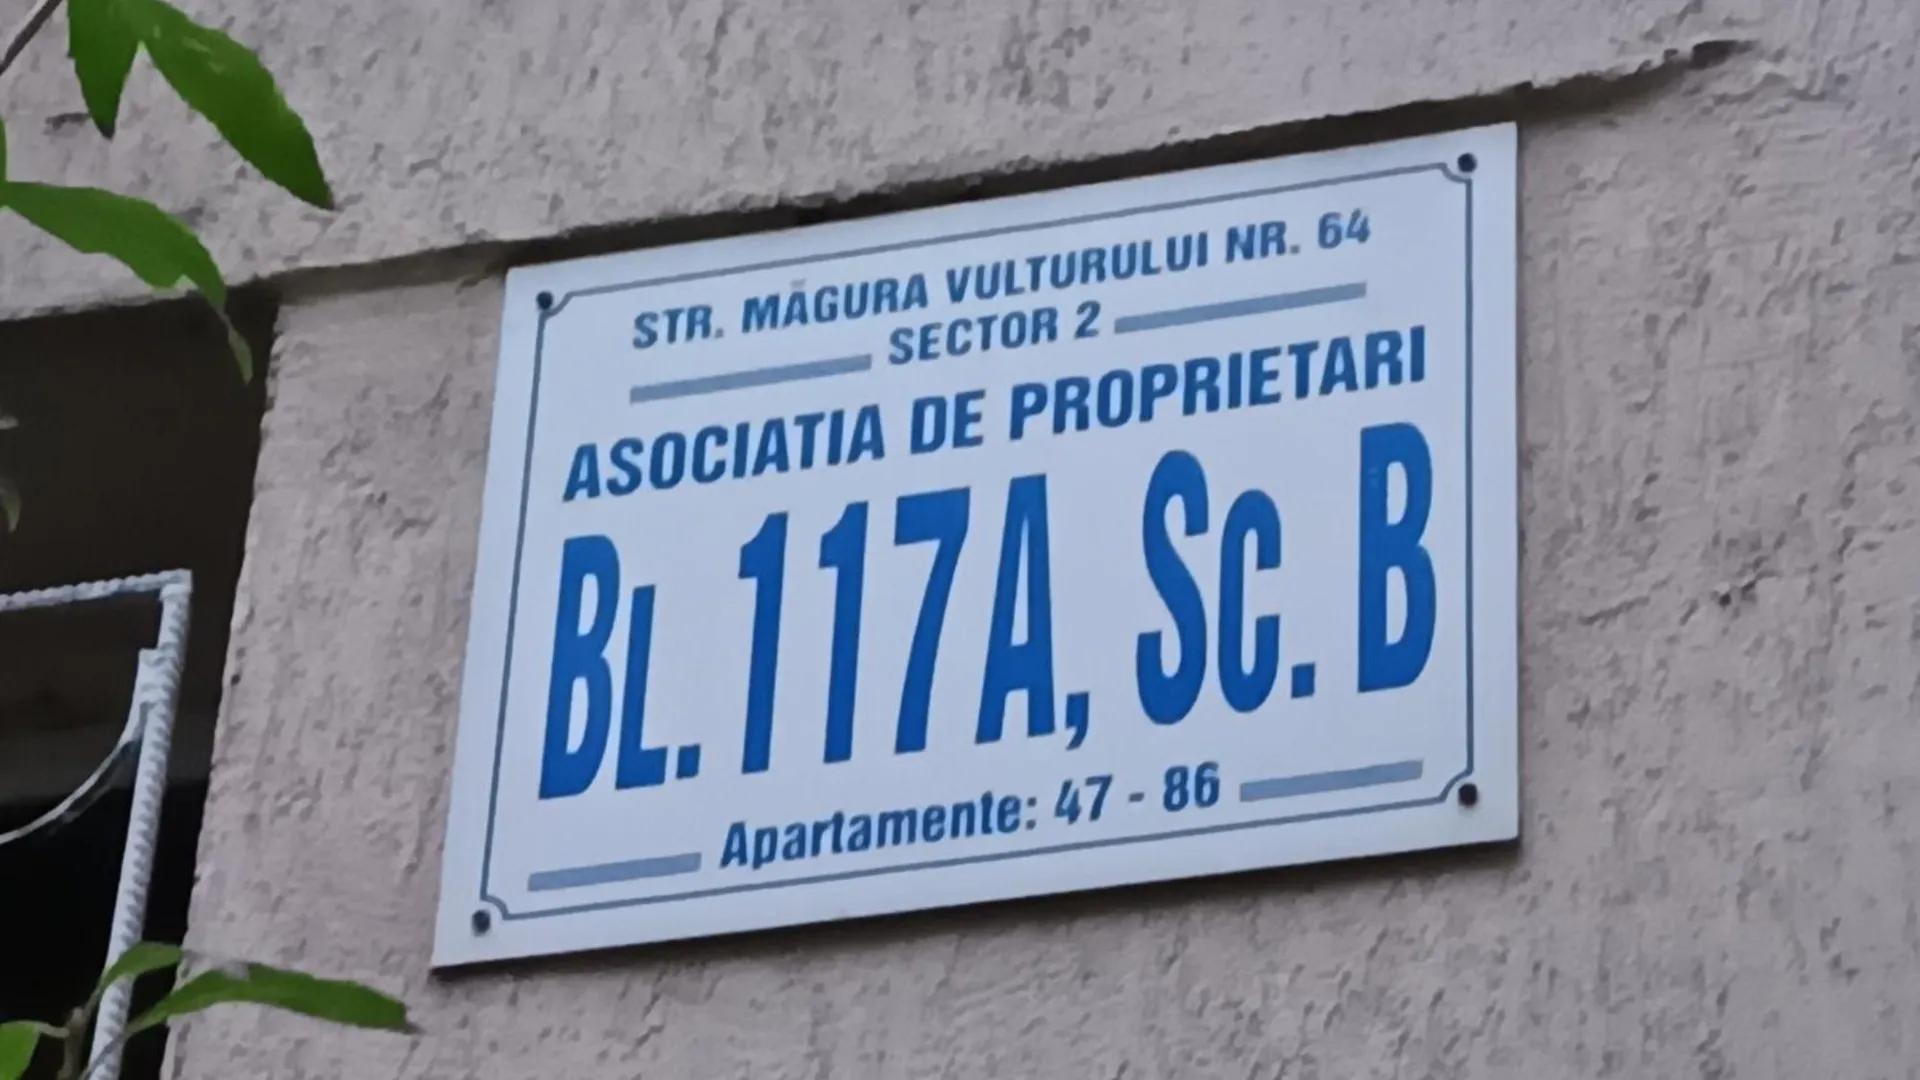 STR. MĂGURA VULTURULUI NR. 64
SECTOR 2
ASOCIATIA DE PROPRIETARI
BL. 117A, SC. B
Apartamente: 47 - 86